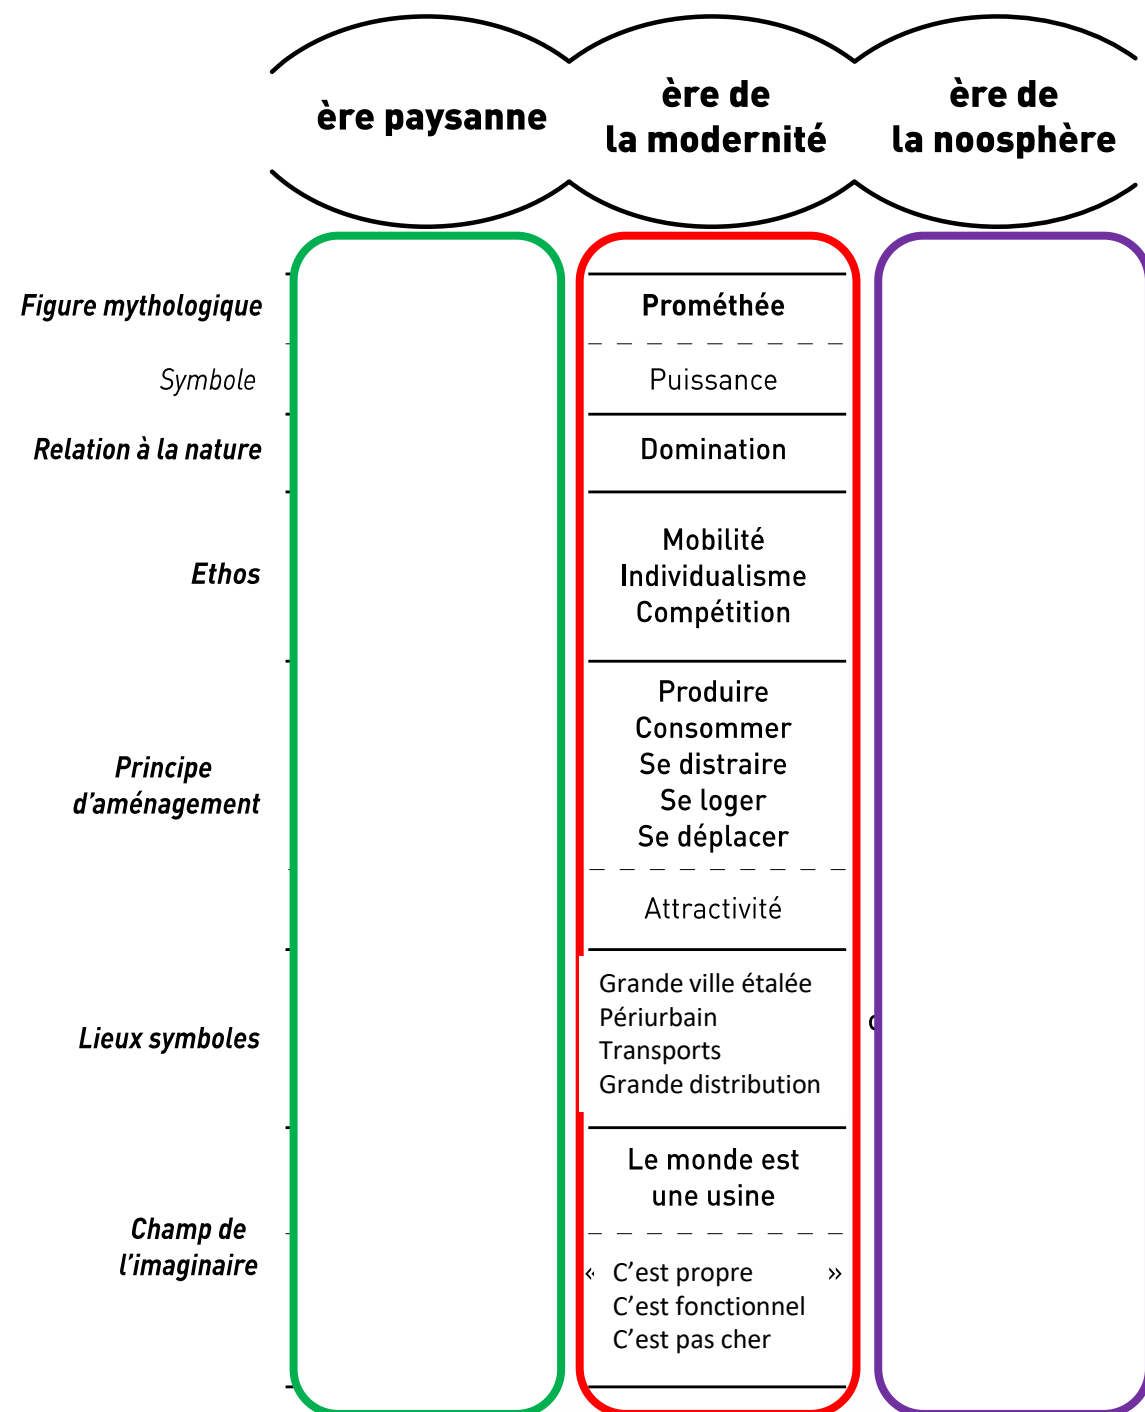 ère paysanne
ère de
la modernité
ère de
la noosphère
Figure mythologique
Prométhée
Symbole
Puissance
Relation à la nature
Domination
Ethos
Mobilité
Individualisme
Compétition
Principe
d'aménagement
Produire
Consommer
Se distraire
Se loger
Se déplacer
Attractivité
Lieux symboles
Grande ville étalée
Périurbain
Transports
Grande distribution
Champ de
l'imaginaire
Le monde est
une usine
« C'est propre »
C'est fonctionnel
C'est pas cher